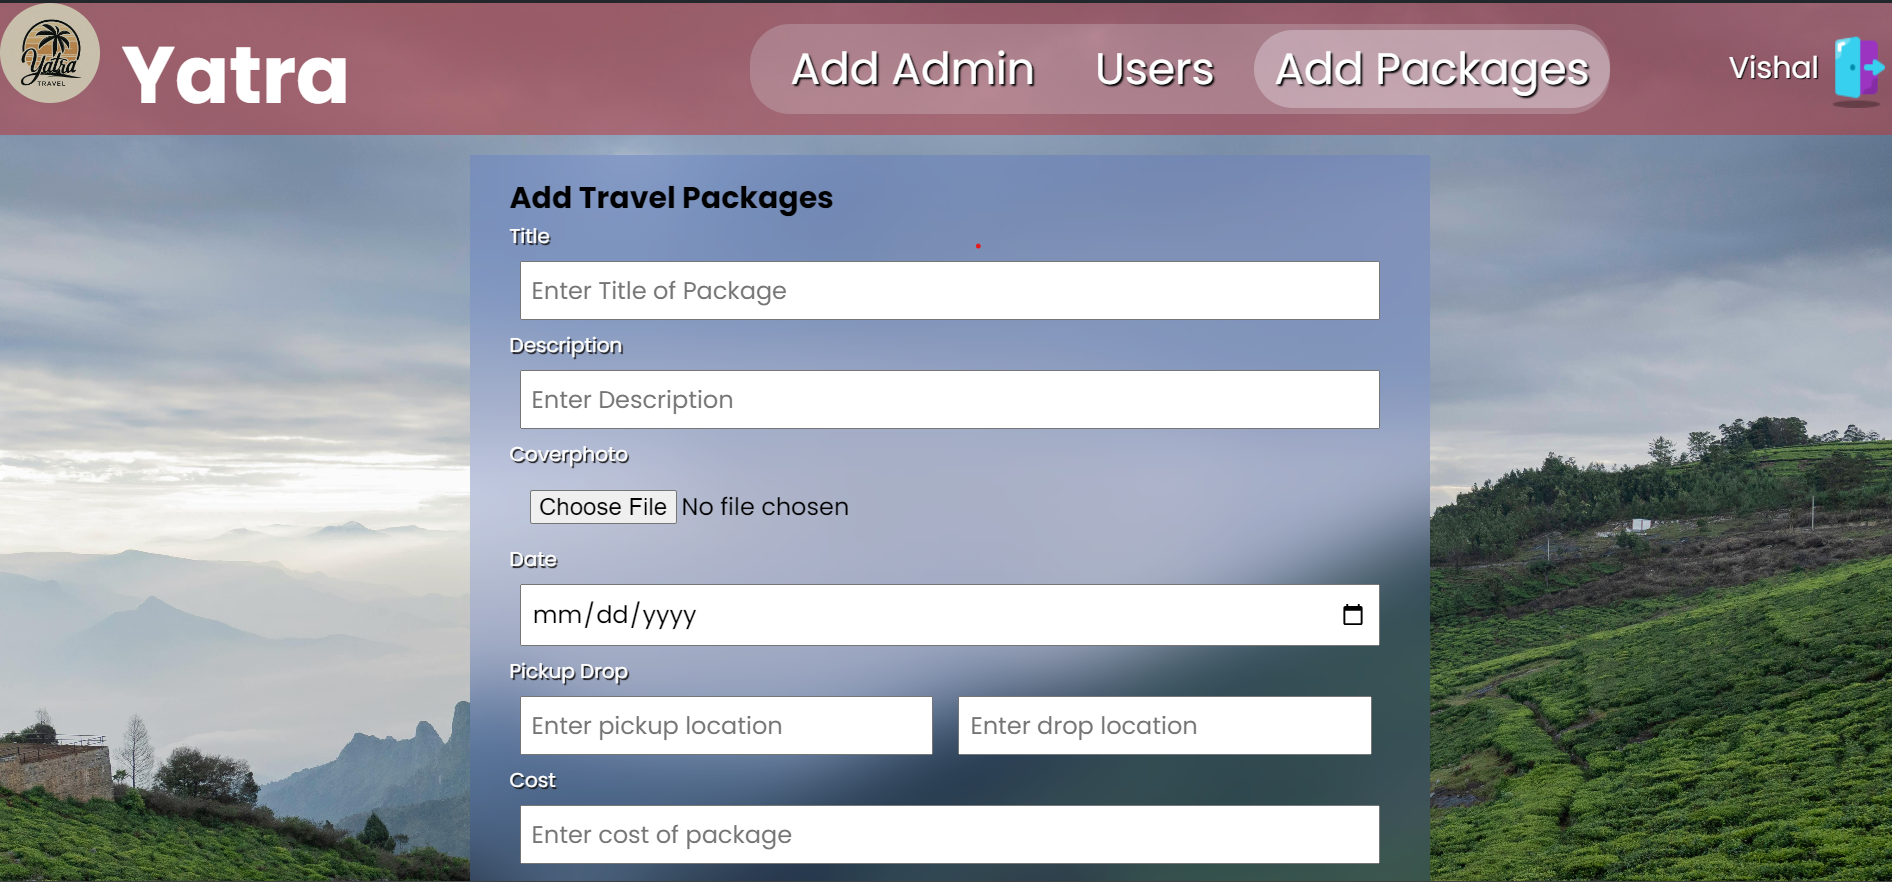 Yatra
TRAVEL
Yatra
Add Admin Users Add Packages
Vishal
Add Travel Packages
Title
Enter Title of Package
Description
Enter Description
Coverphoto
Choose File No file chosen
Date
mm/dd/yyyy
Pickup Drop
Enter pickup location Enter drop location
Cost
Enter cost of package